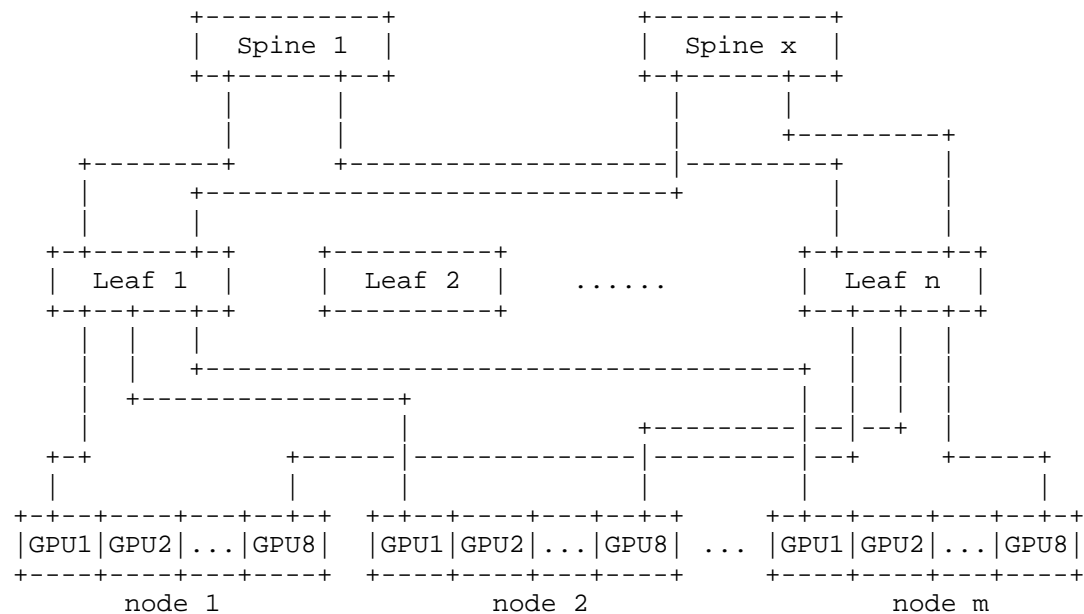 Spine 1 Spine x
Leaf 1 Leaf 2 ...... Leaf n
GPU1 GPU2 ... GPU8 GPU1 GPU2 ... GPU8 ... GPU1 GPU2 ... GPU8
node 1 node 2 node m